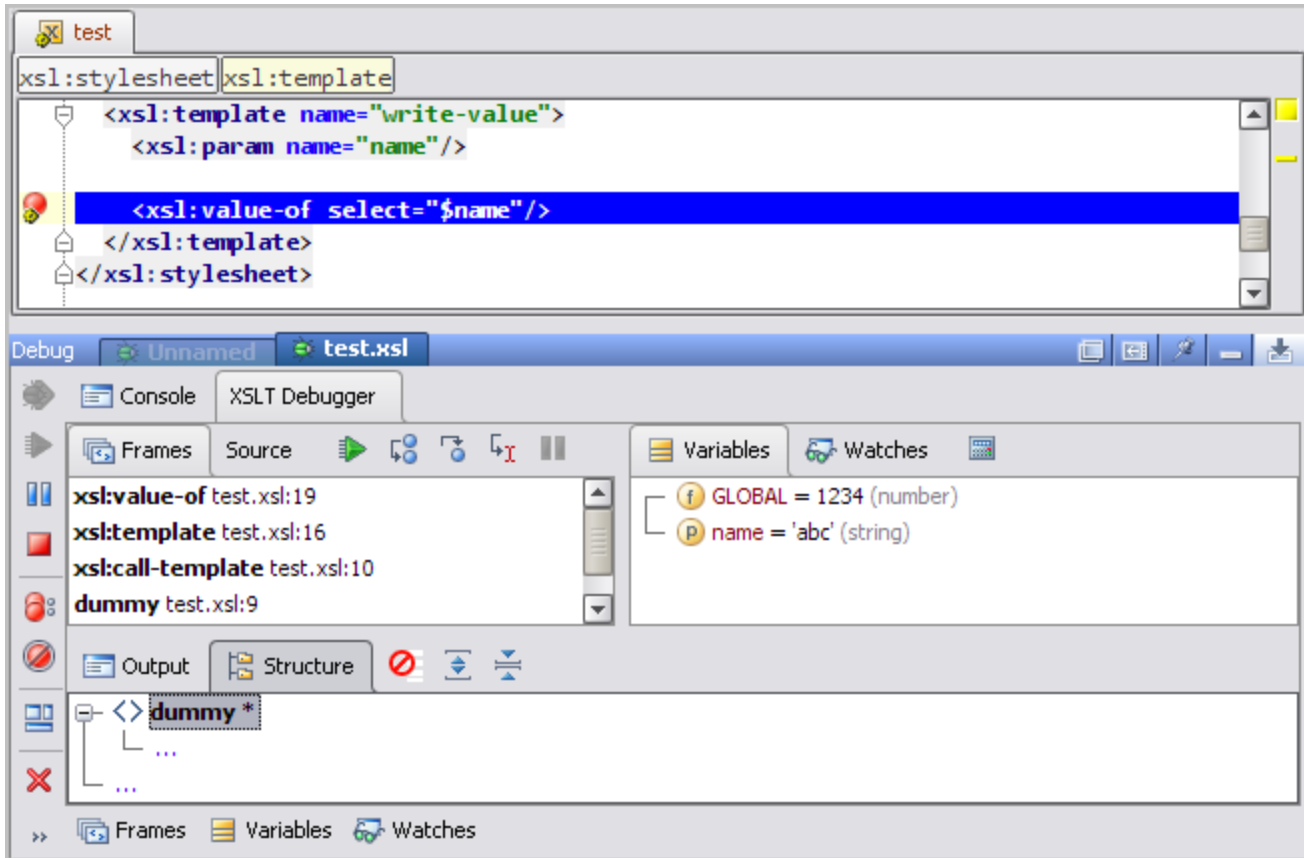 test
xsl:stylesheet xsl:template
<xsl:template name="write-value">
<xsl:param name="name"/>
<xsl:value-of select="$name"/>
</xsl:template>
</xsl:stylesheet>
Debug Unnamed test.xsl
Console XSLT Debugger
Frames Source
Variables Watches
xsl:value-of test.xsl:19
xsl:template test.xsl:16
xsl:call-template test.xsl:10
dummy test.xsl:9
GLOBAL = 1234 (number)
name = 'abc' (string)
Output Structure
<> dummy *
...
...
Frames Variables Watches